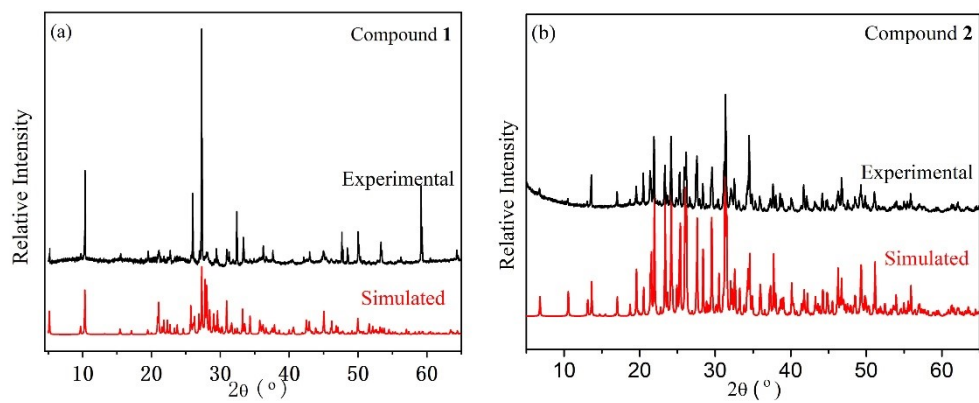 (a)
Compound 1
Relative Intensity
Experimental
Simulated
10 20 30 40 50 60
2θ (°)
(b)
Compound 2
Relative Intensity
Experimental
Simulated
10 20 30 40 50 60
2θ (°)